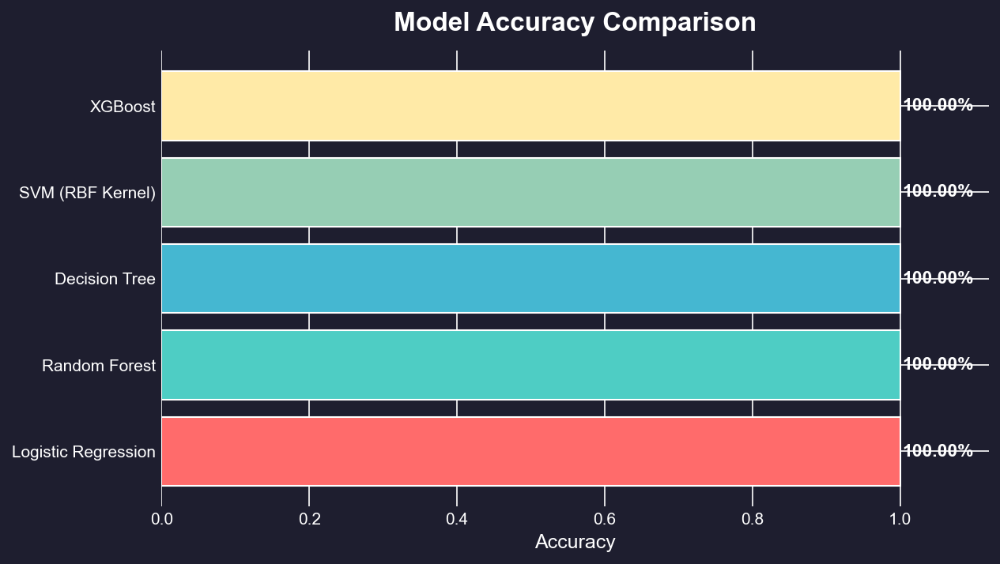 Model Accuracy Comparison
XGBoost 100.00%
SVM (RBF Kernel) 100.00%
Decision Tree 100.00%
Random Forest 100.00%
Logistic Regression 100.00%
0.0 0.2 0.4 0.6 0.8 1.0
Accuracy